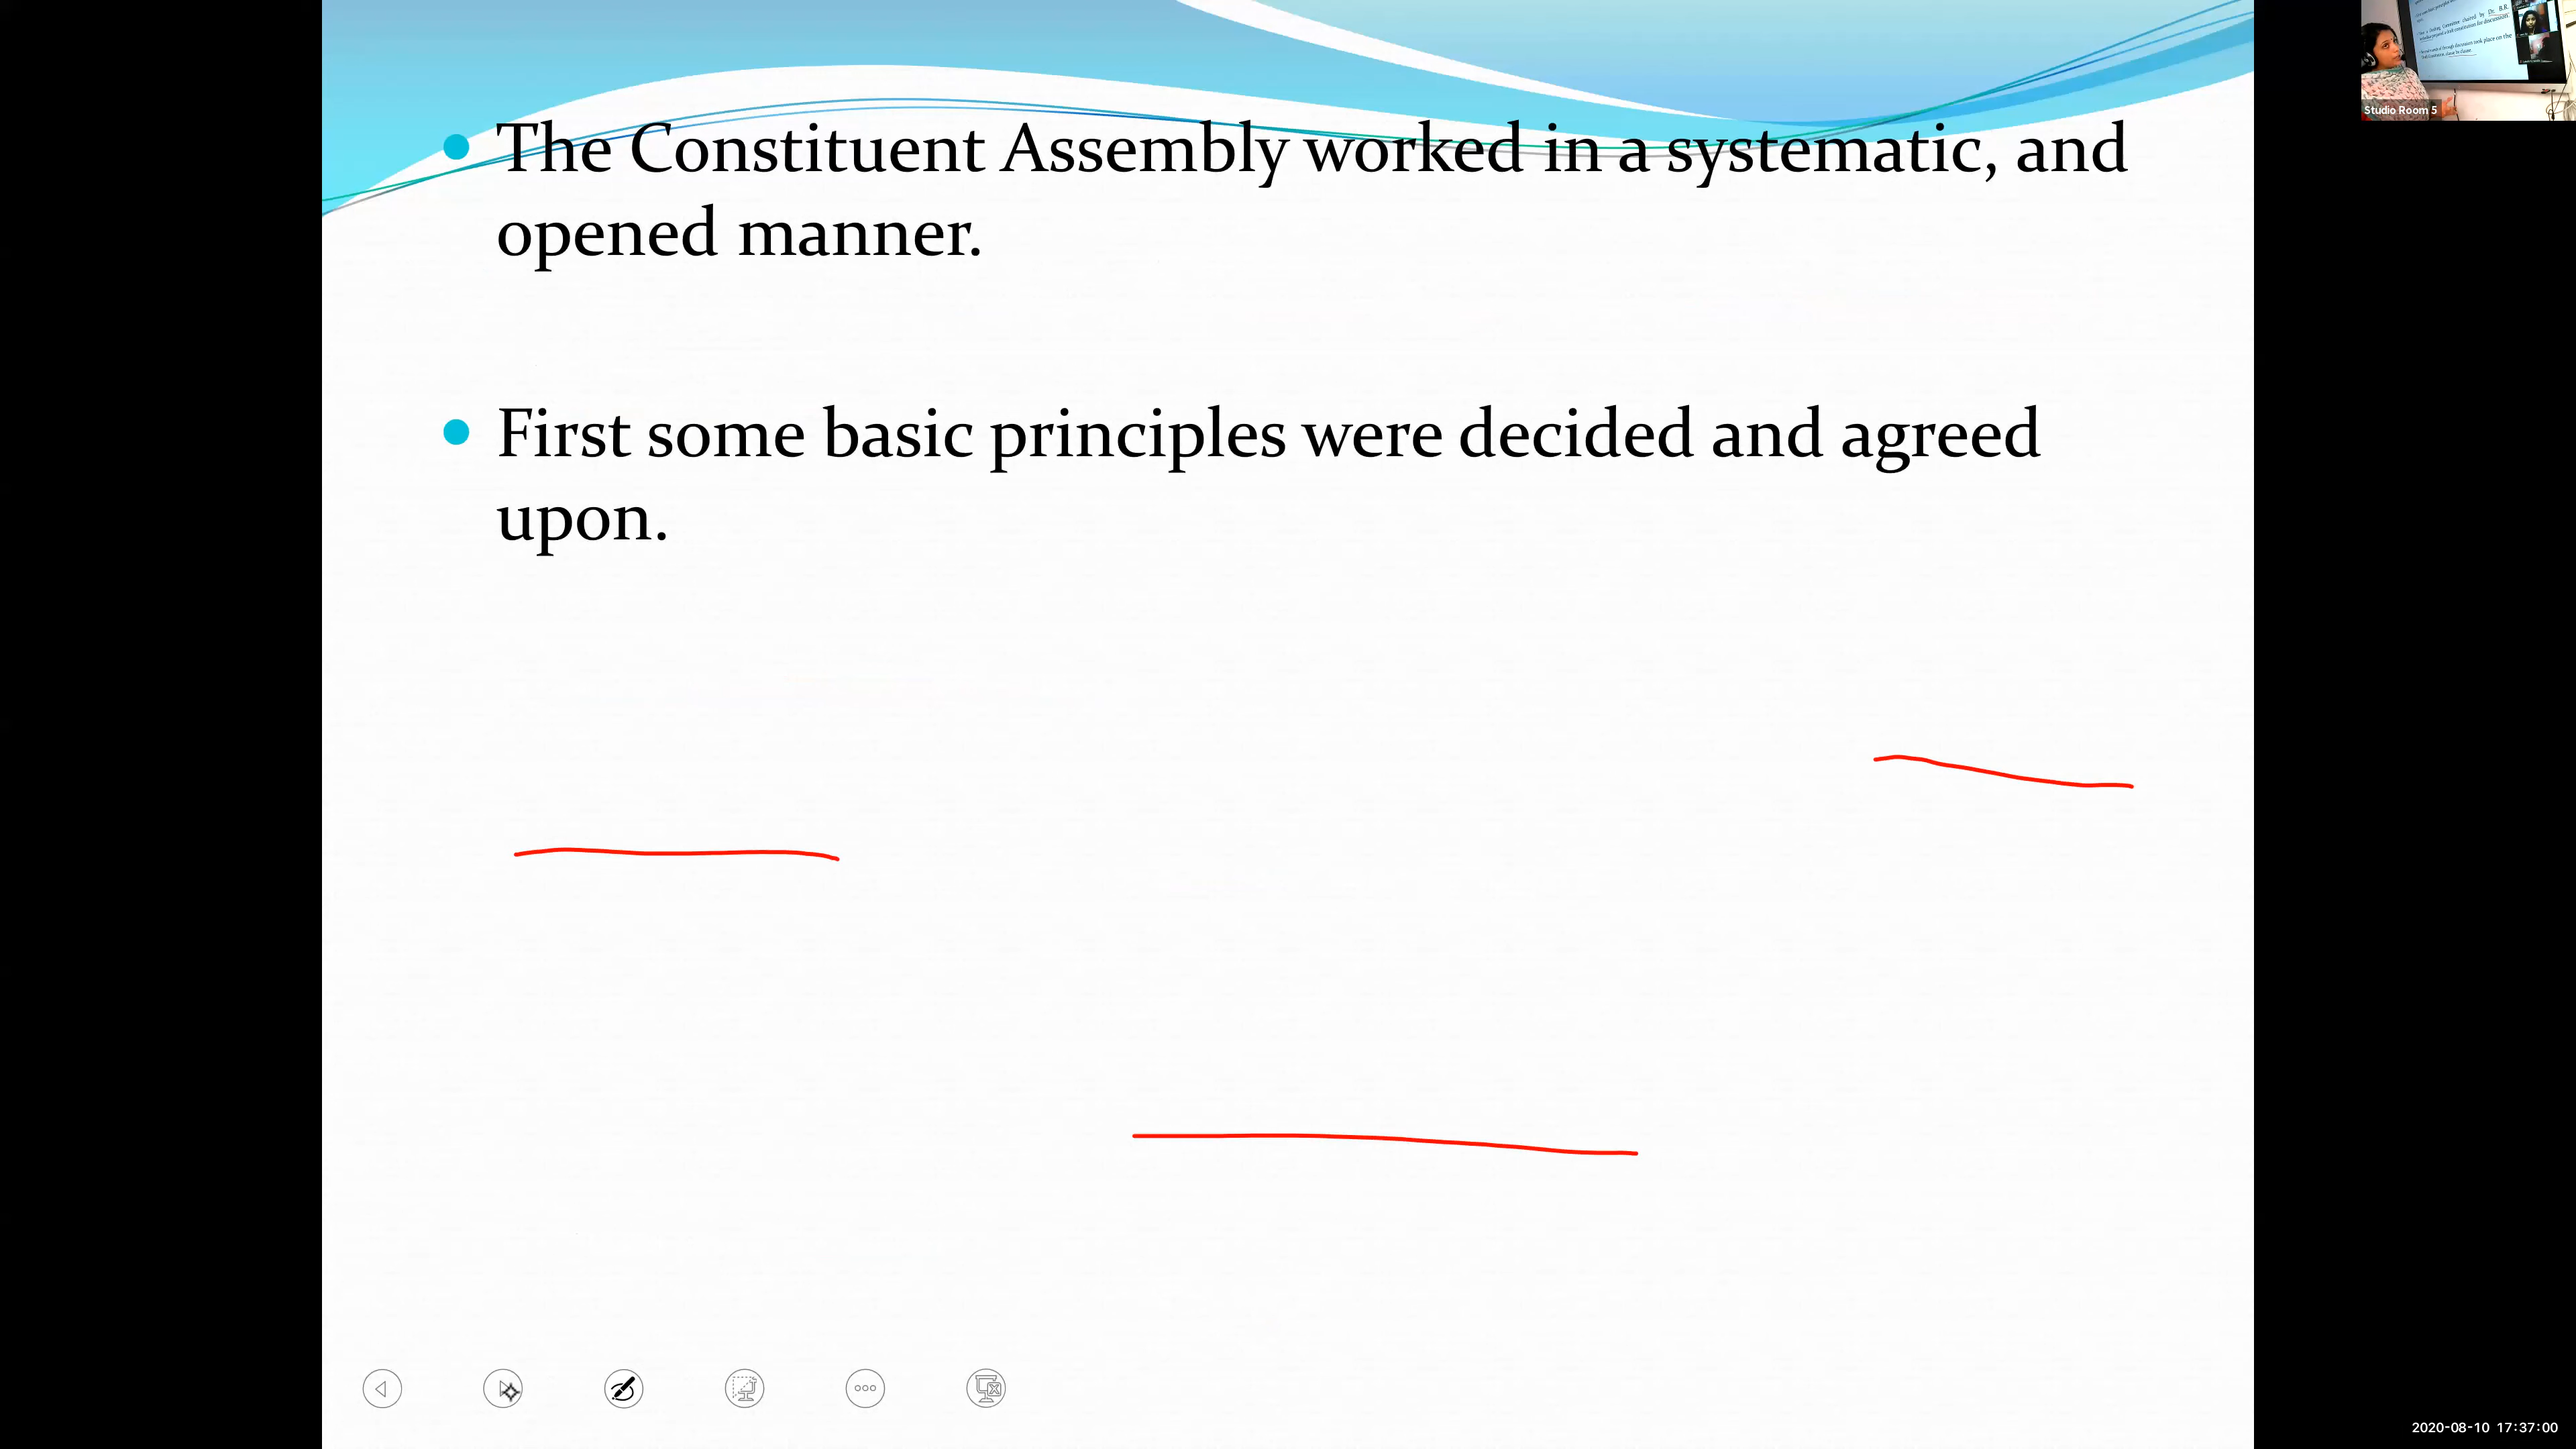 The Constituent Assembly worked in a systematic, and
opened manner.
First some basic principles were decided and agreed
upon.
Studio Room 5
2020-08-10 17:37:00